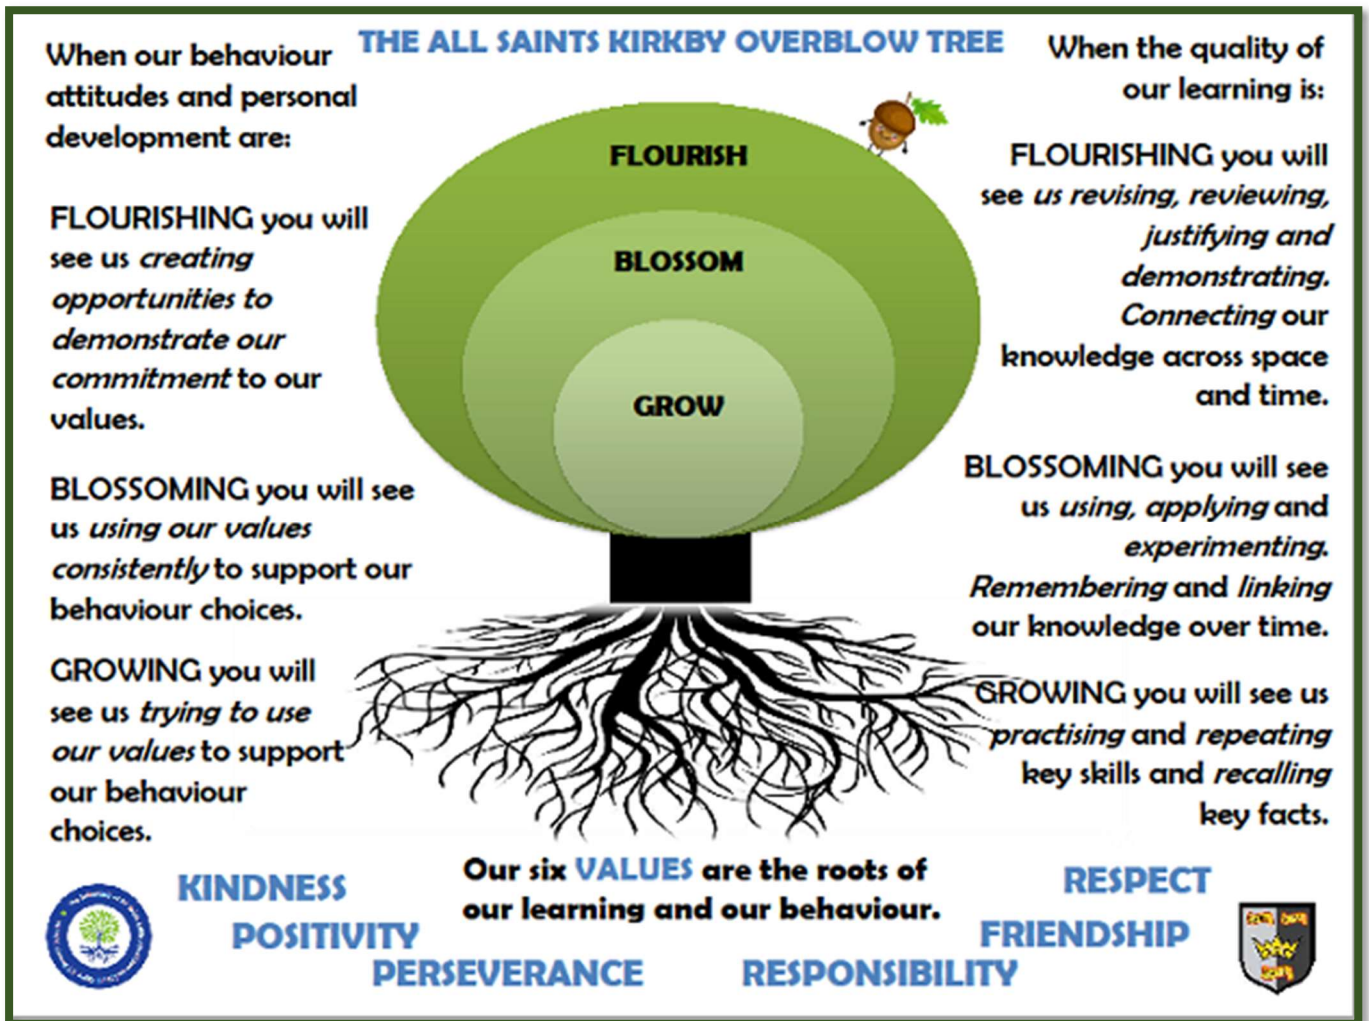 THE ALL SAINTS KIRKBY OVERBLOW TREE
When our behaviour
attitudes and personal
development are:
FLOURISHING you will
see us creating
opportunities to
demonstrate our
commitment to our
values.
BLOSSOMING you will see
us using our values
consistently to support our
behaviour choices.
GROWING you will
see us trying to use
our values to support
our behaviour
choices.
FLOURISH
BLOSSOM
GROW
When the quality of
our learning is:
FLOURISHING you will
see us revising, reviewing,
justifying and
demonstrating.
Connecting our
knowledge across space
and time.
BLOSSOMING you will see
us using, applying and
experimenting.
Remembering and linking
our knowledge over time.
GROWING you will see us
practising and repeating
key skills and recalling
key facts.
Our six VALUES are the roots of
our learning and our behaviour.
KINDNESS
POSITIVITY
PERSEVERANCE
RESPONSIBILITY
FRIENDSHIP
RESPECT